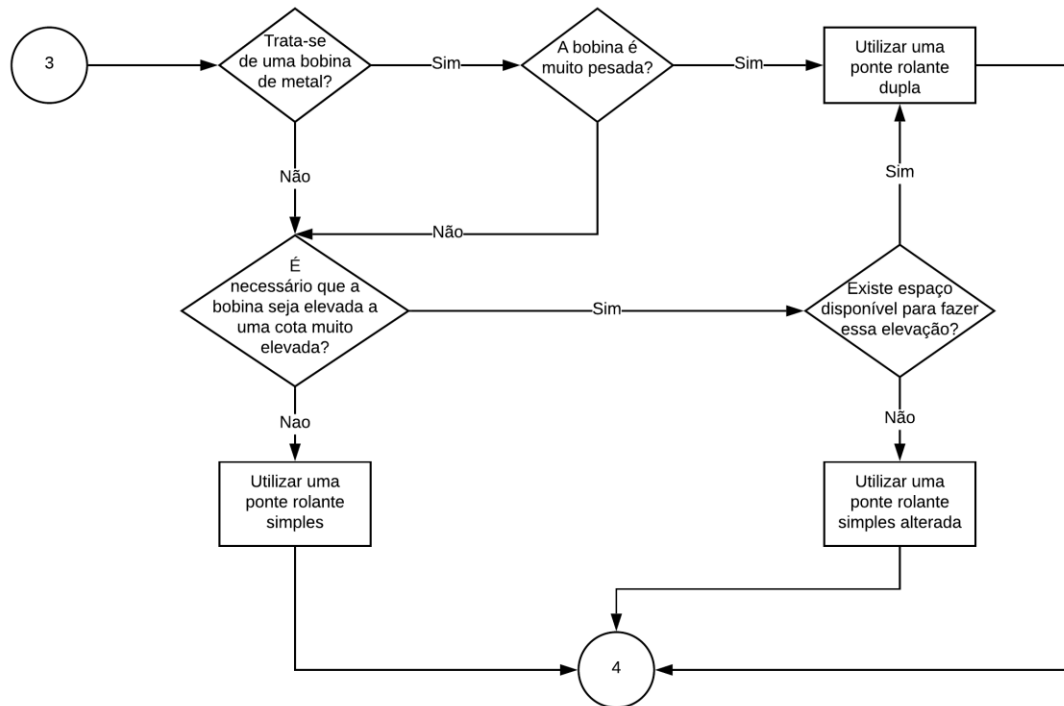 3
Trata-se
de uma bobina
de metal?
Sim
A bobina é
muito pesada?
Sim
Utilizar uma
ponte rolante
dupla
Não
Não
Sim
É
necessário que a
bobina seja elevada a
uma cota muito
elevada?
Sim
Existe espaço
disponível para fazer
essa elevação?
Nao
Não
Utilizar uma
ponte rolante
simples
Utilizar uma
ponte rolante
simples alterada
4